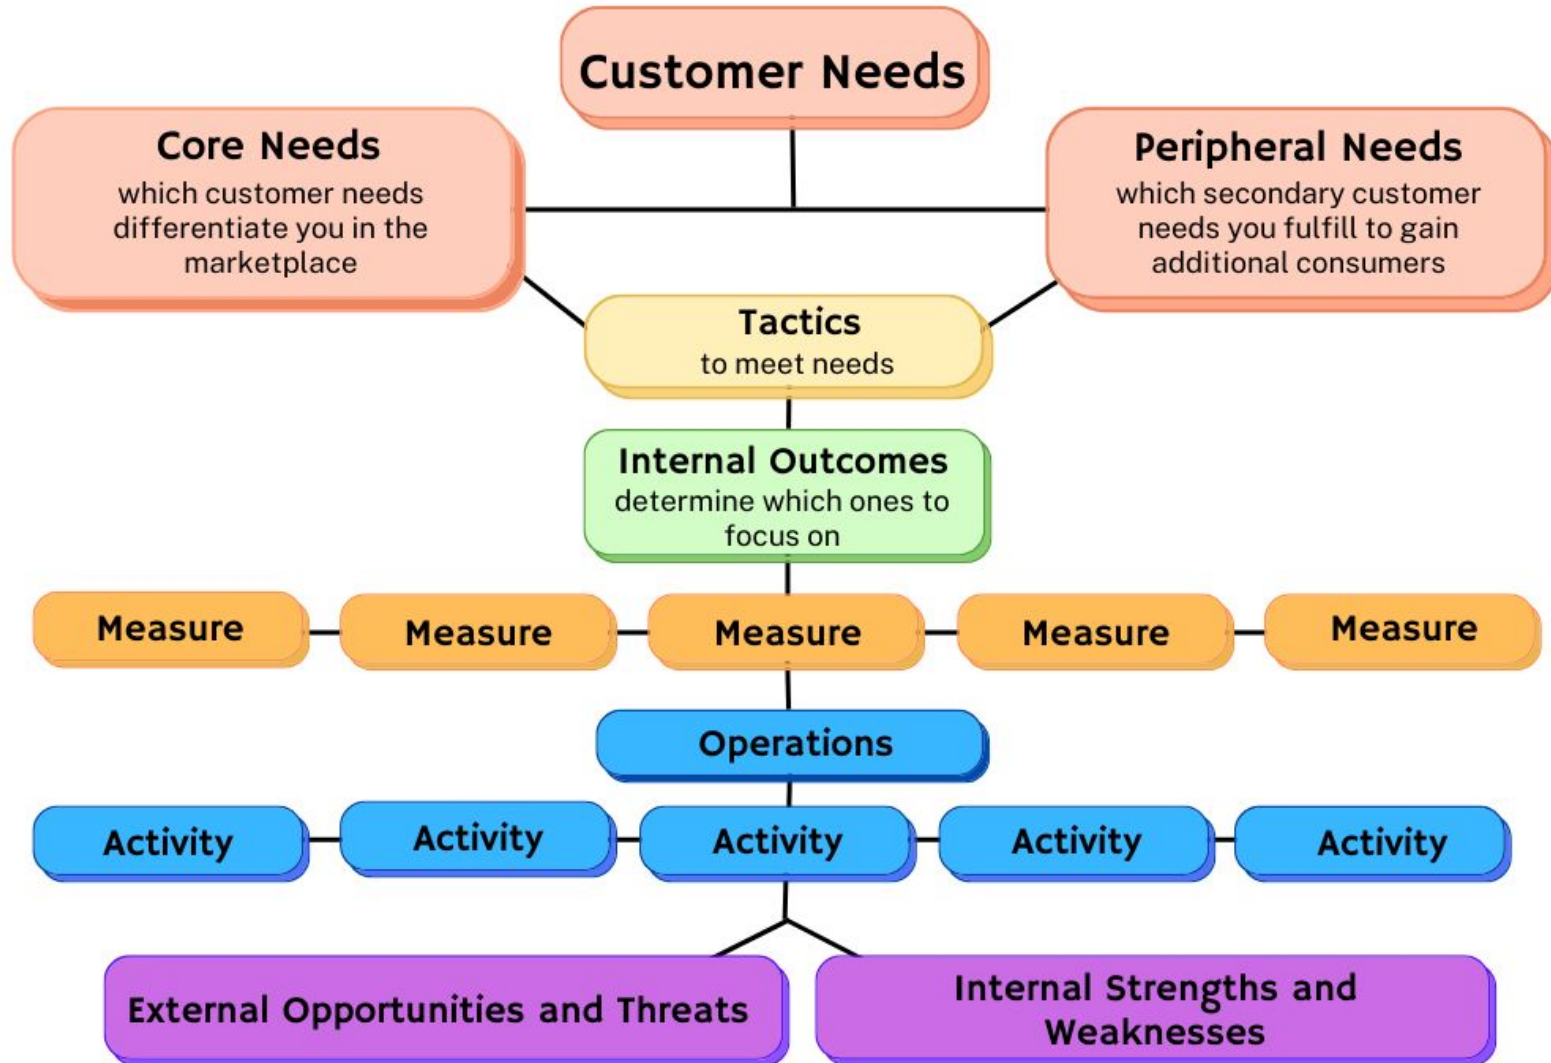 Customer Needs
Core Needs
which customer needs
differentiate you in the
marketplace
Peripheral Needs
which secondary customer
needs you fulfill to gain
additional consumers
Tactics
to meet needs
Internal Outcomes
determine which ones to
focus on
Measure
Measure
Measure
Measure
Measure
Operations
Activity
Activity
Activity
Activity
Activity
External Opportunities and Threats
Internal Strengths and
Weaknesses